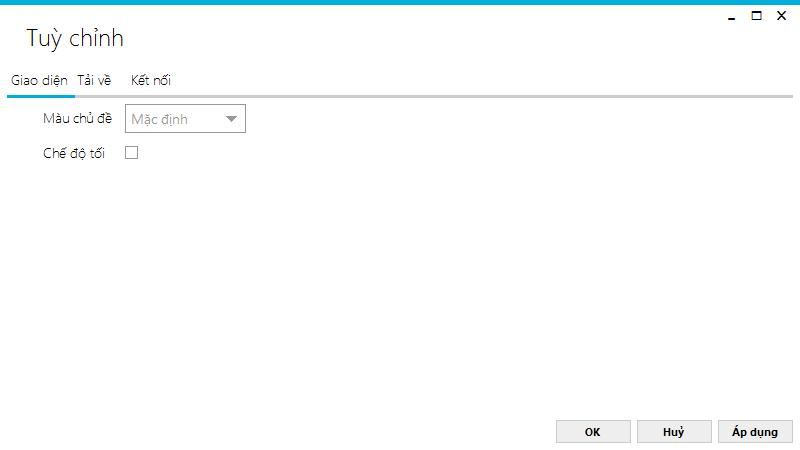 Tuỳ chỉnh
Giao diện Tải về Kết nối
Màu chủ đề Mặc định
Chế độ tối
OK Huỷ Áp dụng